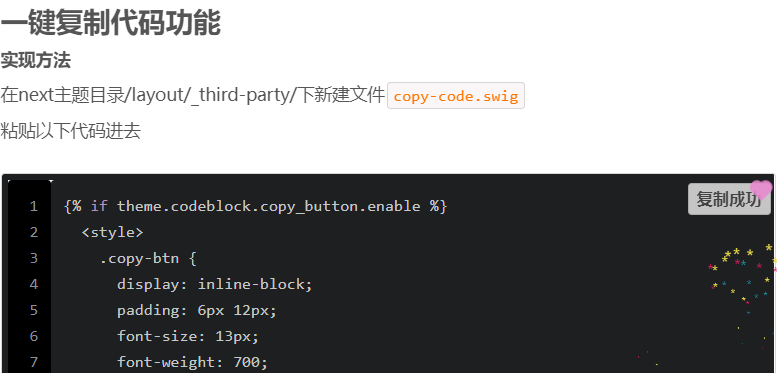 一键复制代码功能
实现方法
在next主题目录/layout/_third-party/下新建文件 copy-code.swig
粘贴以下代码进去
复制成功
1 {% if theme.codeblock.copy_button.enable %}
2 <style>
3 .copy-btn {
4 display: inline-block;
5 padding: 6px 12px;
6 font-size: 13px;
7 font-weight: 700;